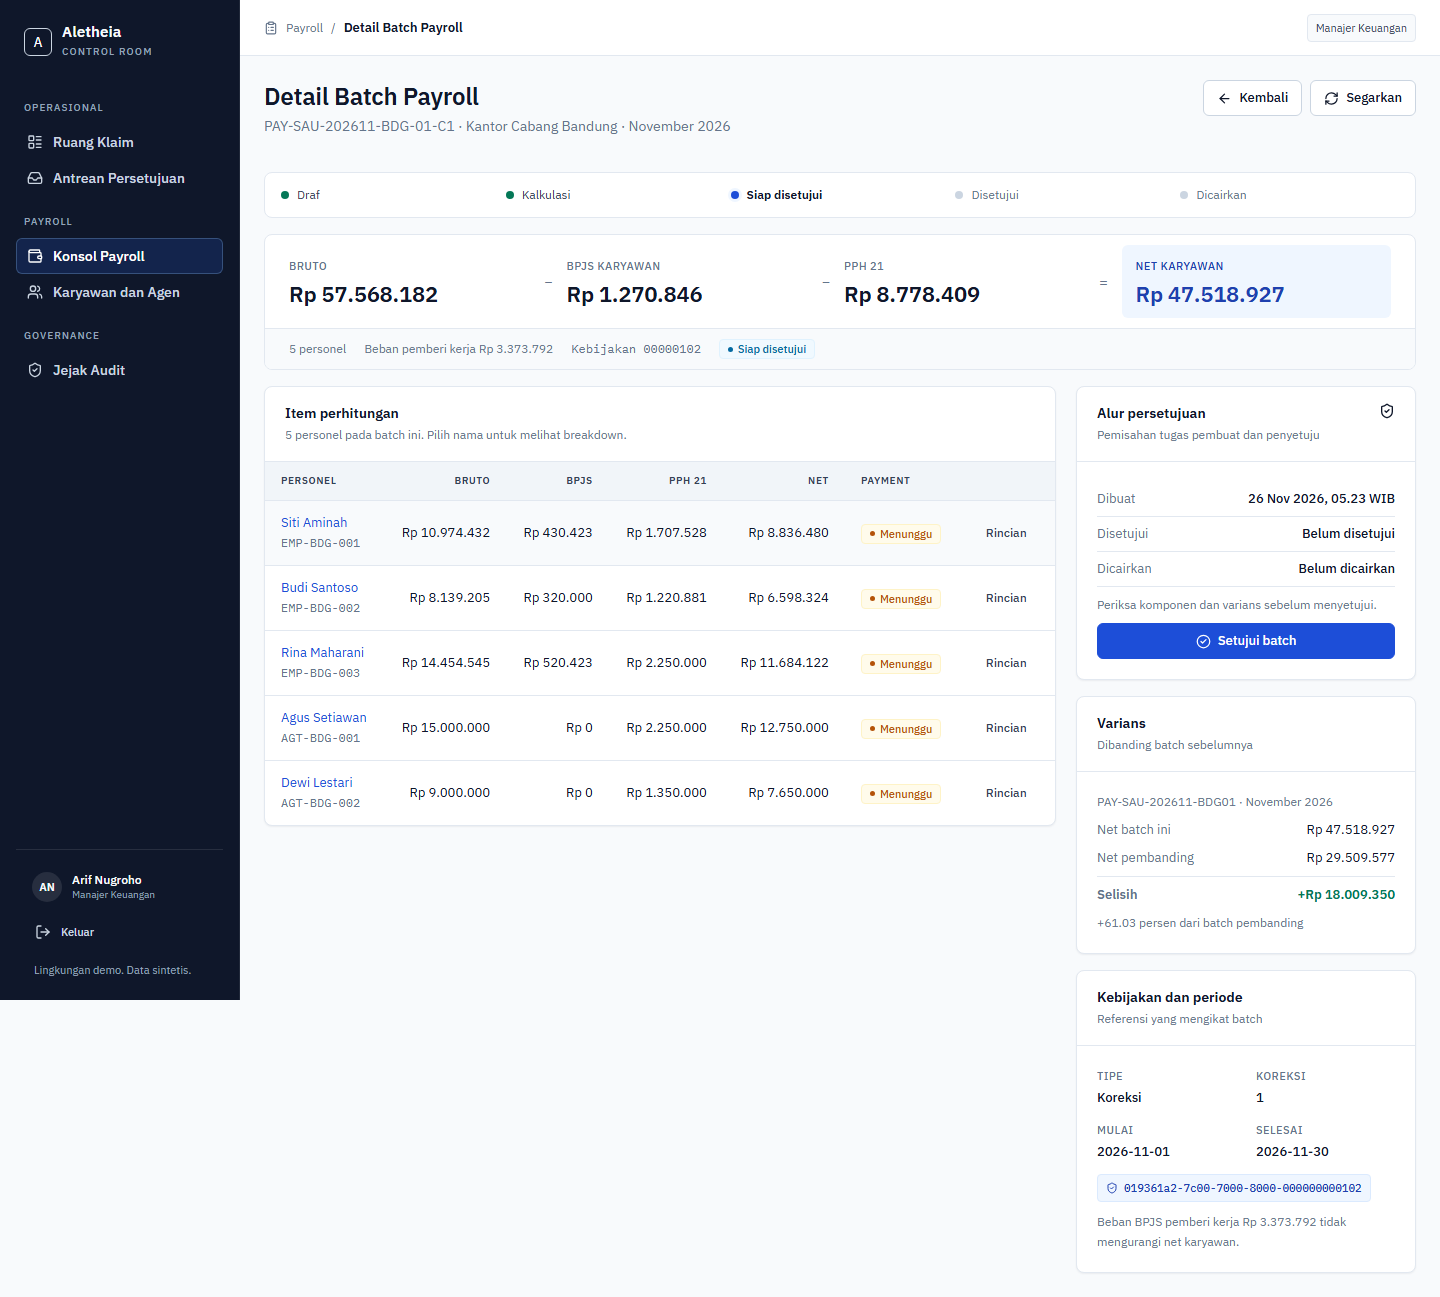 A
Aletheia
CONTROL ROOM
OPERASIONAL
Ruang Klaim
Antrean Persetujuan
PAYROLL
Konsol Payroll
Karyawan dan Agen
GOVERNANCE
Jejak Audit
AN
Arif Nugroho
Manajer Keuangan
Keluar
Lingkungan demo. Data sintetis.
Payroll / Detail Batch Payroll
Manajer Keuangan
Detail Batch Payroll
PAY-SAU-202611-BDG-01-C1 · Kantor Cabang Bandung · November 2026
Kembali
Segarkan
Draf
Kalkulasi
Siap disetujui
Disetujui
Dicairkan
BRUTO
Rp 57.568.182
–
BPJS KARYAWAN
Rp 1.270.846
–
PPH 21
Rp 8.778.409
=
NET KARYAWAN
Rp 47.518.927
5 personel
Beban pemberi kerja Rp 3.373.792
Kebijakan 00000102
Siap disetujui
Item perhitungan
5 personel pada batch ini. Pilih nama untuk melihat breakdown.
PERSONEL BRUTO BPJS PPH 21 NET PAYMENT
Siti Aminah
EMP-BDG-001
Rp 10.974.432 Rp 430.423 Rp 1.707.528 Rp 8.836.480 Menunggu Rincian
Budi Santoso
EMP-BDG-002
Rp 8.139.205 Rp 320.000 Rp 1.220.881 Rp 6.598.324 Menunggu Rincian
Rina Maharani
EMP-BDG-003
Rp 14.454.545 Rp 520.423 Rp 2.250.000 Rp 11.684.122 Menunggu Rincian
Agus Setiawan
AGT-BDG-001
Rp 15.000.000 Rp 0 Rp 2.250.000 Rp 12.750.000 Menunggu Rincian
Dewi Lestari
AGT-BDG-002
Rp 9.000.000 Rp 0 Rp 1.350.000 Rp 7.650.000 Menunggu Rincian
Alur persetujuan
Pemisahan tugas pembuat dan penyetuju
Dibuat 26 Nov 2026, 05.23 WIB
Disetujui Belum disetujui
Dicairkan Belum dicairkan
Periksa komponen dan varians sebelum menyetujui.
Setujui batch
Varians
Dibanding batch sebelumnya
PAY-SAU-202611-BDG01 · November 2026
Net batch ini Rp 47.518.927
Net pembanding Rp 29.509.577
Selisih +Rp 18.009.350
+61.03 persen dari batch pembanding
Kebijakan dan periode
Referensi yang mengikat batch
TIPE KOREKSI
Koreksi 1
MULAI SELESAI
2026-11-01 2026-11-30
019361a2-7c00-7000-8000-000000000102
Beban BPJS pemberi kerja Rp 3.373.792 tidak
mengurangi net karyawan.